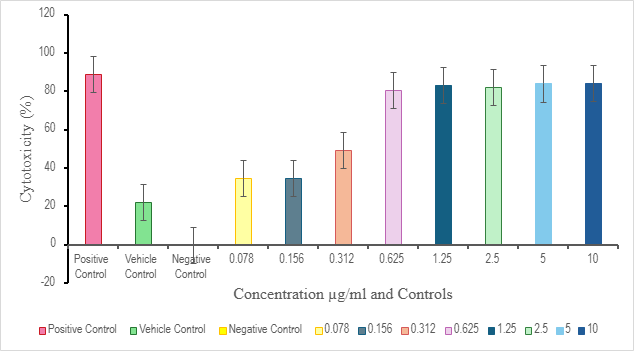 120
100
80
60
40
20
0
-20
Cytotoxicity (%)
Positive Control
Vehicle Control
Negative Control
0.078
0.156
0.312
0.625
1.25
2.5
5
10
Concentration µg/ml and Controls
Positive Control Vehicle Control Negative Control 0.078 0.156 0.312 0.625 1.25 2.5 5 10